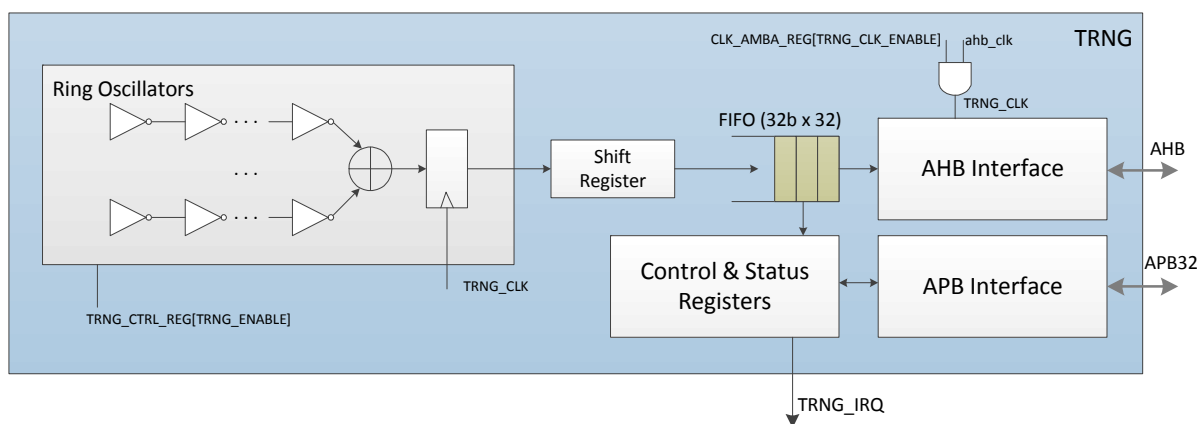 CLK_AMBA_REG[TRNG_CLK_ENABLE]
ahb_clk
TRNG
Ring Oscillators
TRNG_CLK
FIFO (32b x 32)
Shift
Register
AHB Interface
AHB
Control & Status
Registers
APB Interface
APB32
TRNG_CLK
TRNG_CTRL_REG[TRNG_ENABLE]
TRNG_IRQ